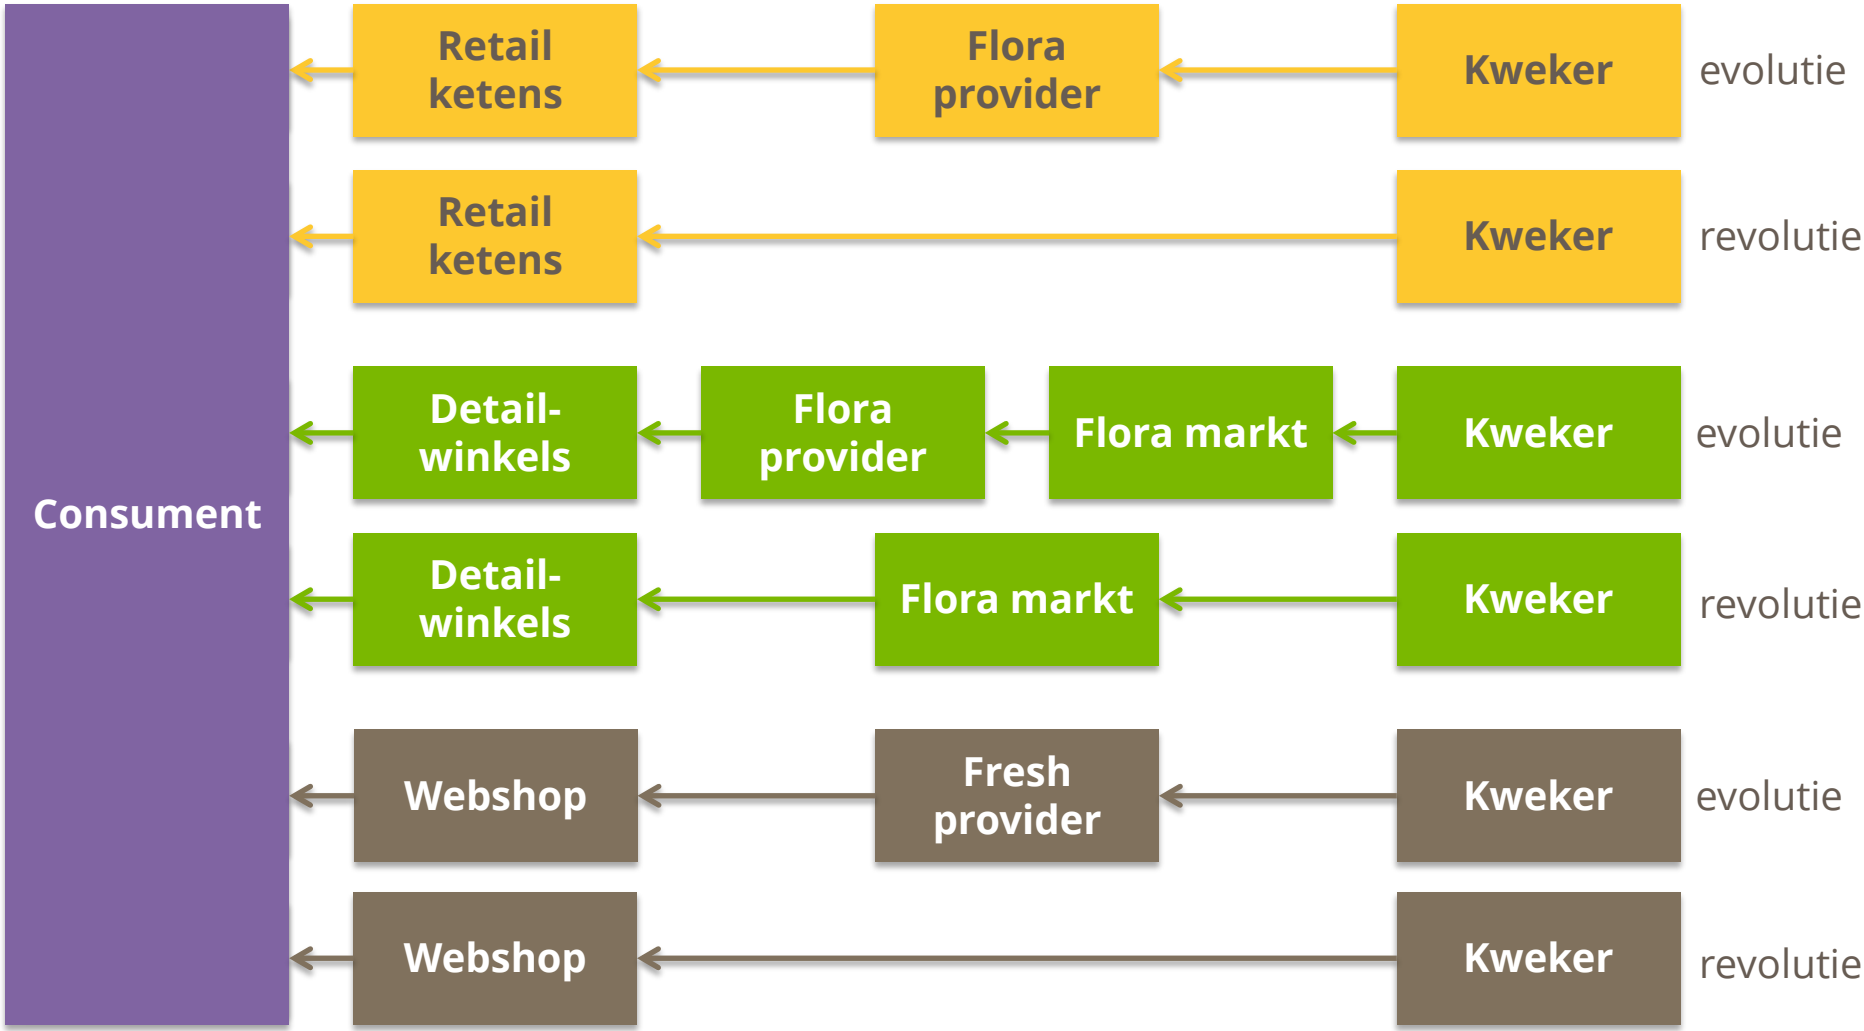 Consument
Retail
ketens
Flora
provider
Kweker
evolutie
Retail
ketens
Kweker
revolutie
Detail-
winkels
Flora
provider
Flora markt
Kweker
evolutie
Detail-
winkels
Flora markt
Kweker
revolutie
Webshop
Fresh
provider
Kweker
evolutie
Webshop
Kweker
revolutie